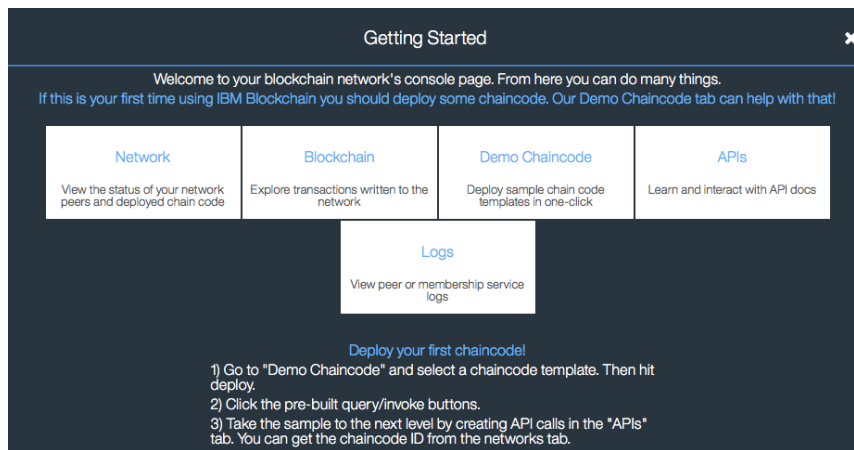 Getting Started
Welcome to your blockchain network's console page. From here you can do many things.
If this is your first time using IBM Blockchain you should deploy some chaincode. Our Demo Chaincode tab can help with that!
Network
View the status of your network
peers and deployed chain code
Blockchain
Explore transactions written to the
network
Demo Chaincode
Deploy sample chain code
templates in one-click
APIs
Learn and interact with API docs
Logs
View peer or membership service
logs
Deploy your first chaincode!
1) Go to "Demo Chaincode" and select a chaincode template. Then hit
deploy.
2) Click the pre-built query/invoke buttons.
3) Take the sample to the next level by creating API calls in the "APIs"
tab. You can get the chaincode ID from the networks tab.